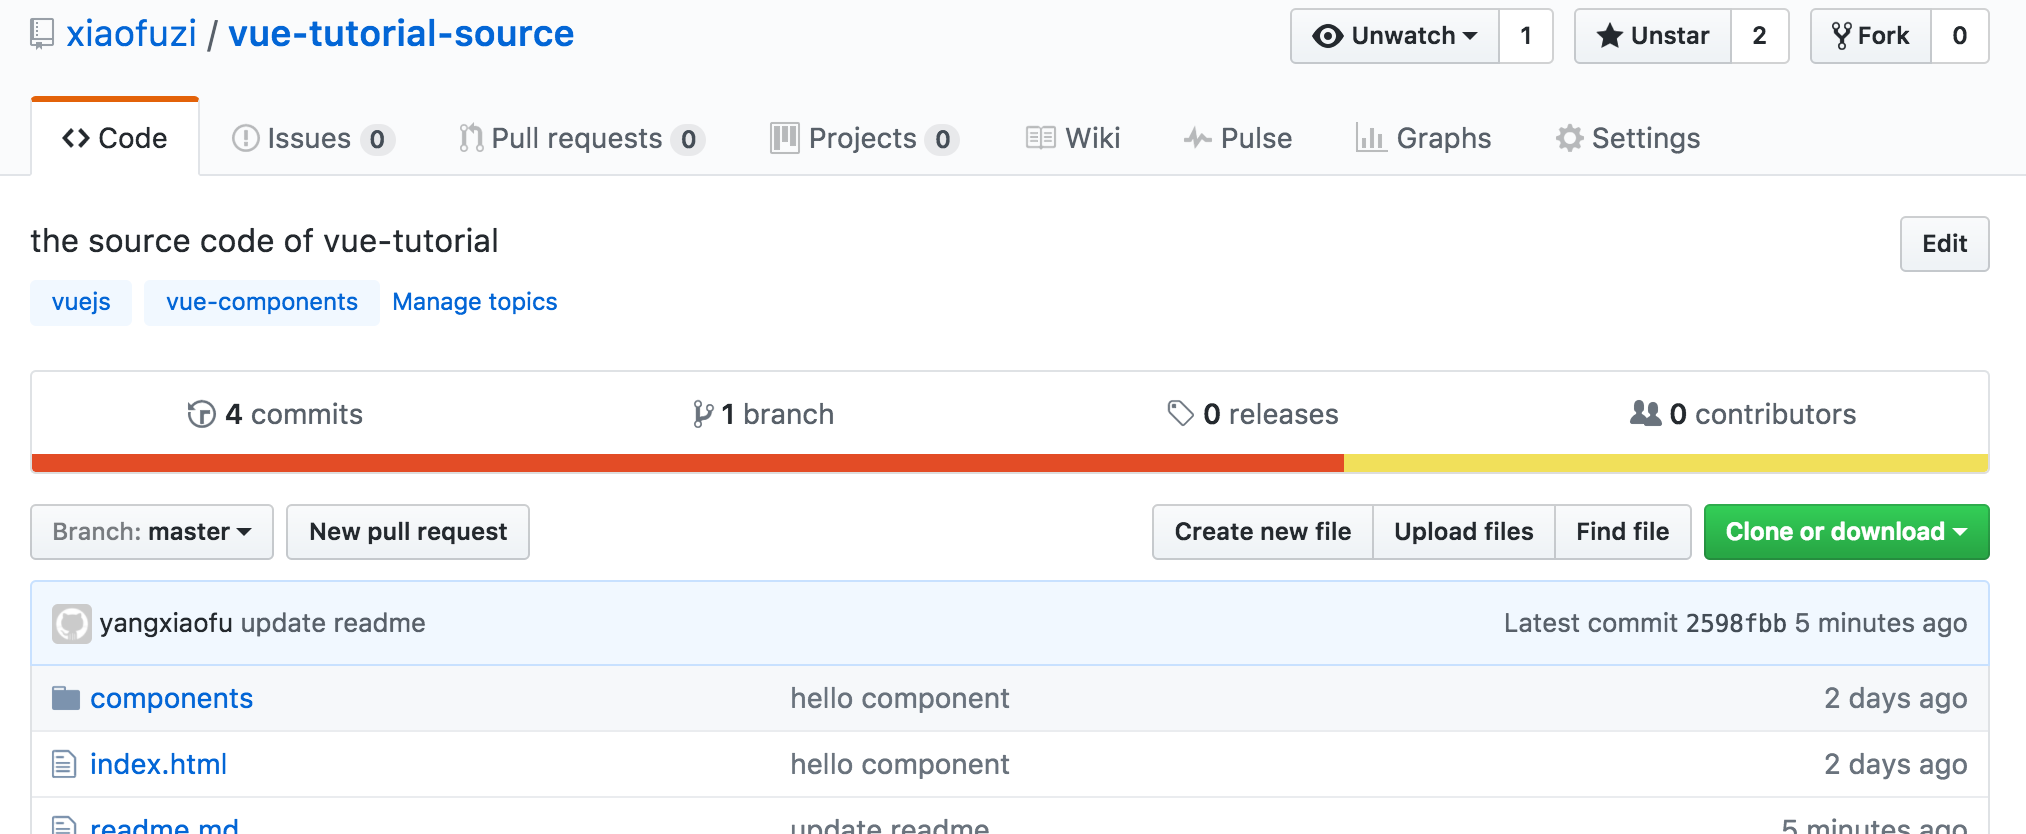 xiaofuzi / vue-tutorial-source Unwatch 1 Unstar 2 Fork 0
Code Issues 0 Pull requests 0 Projects 0 Wiki Pulse Graphs Settings
the source code of vue-tutorial Edit
vuejs vue-components Manage topics
4 commits 1 branch 0 releases 0 contributors
Branch: master New pull request Create new file Upload files Find file Clone or download
yangxiaofu update readme Latest commit 2598fbb 5 minutes ago
components hello component 2 days ago
index.html hello component 2 days ago
readme.md update readme 5 minutes ago